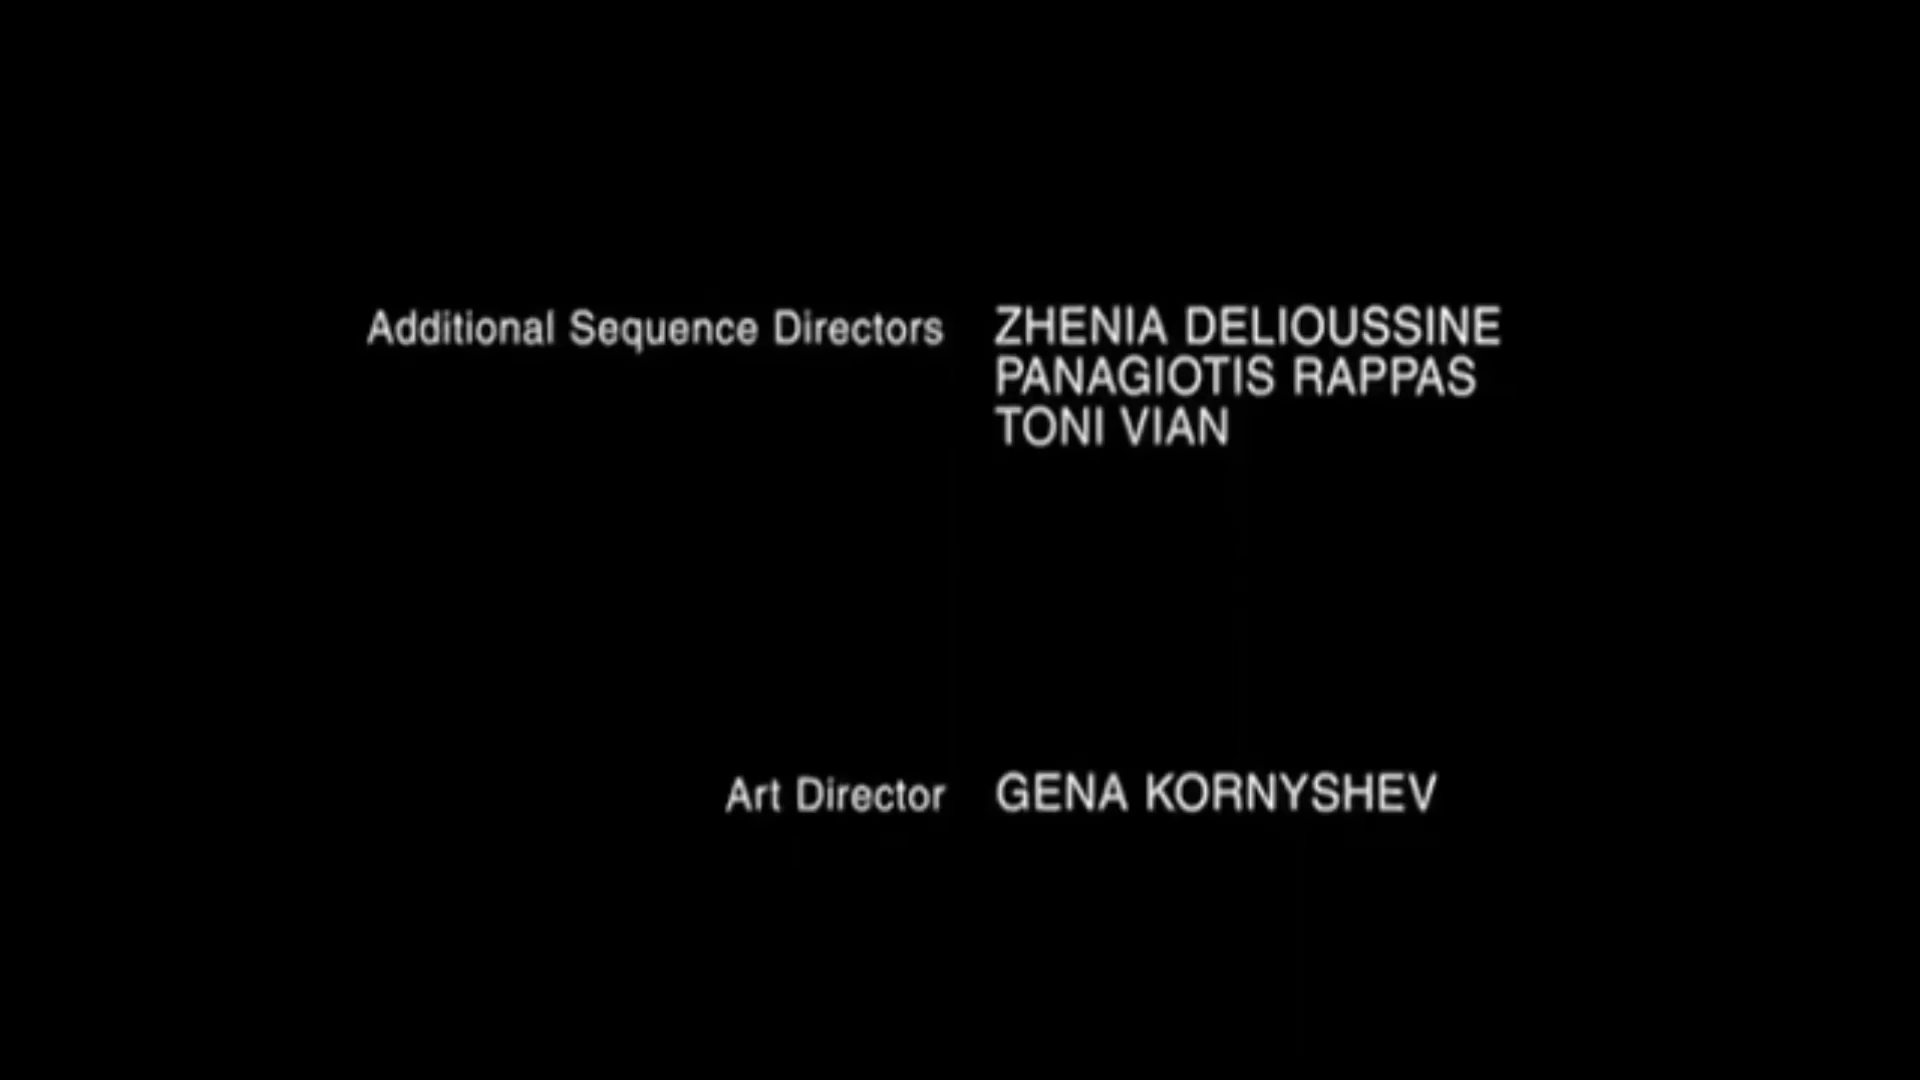 Additional Sequence Directors ZHENIA DELIOUSSINE
PANAGIOTIS RAPPAS
TONI VIAN
Art Director GENA KORNYSHEV